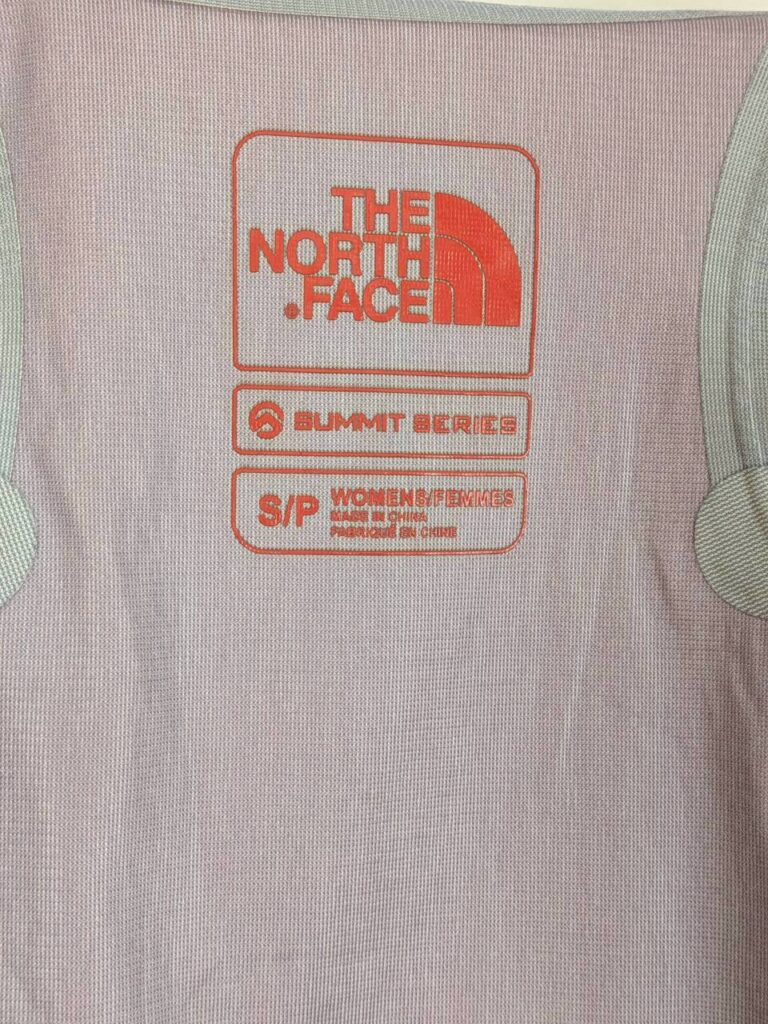 THE
NORTH
FACE
SUMMIT SERIES
S/P WOMENS/FEMMES
MADE IN CHINA
FABRIQUÉ EN CHINE